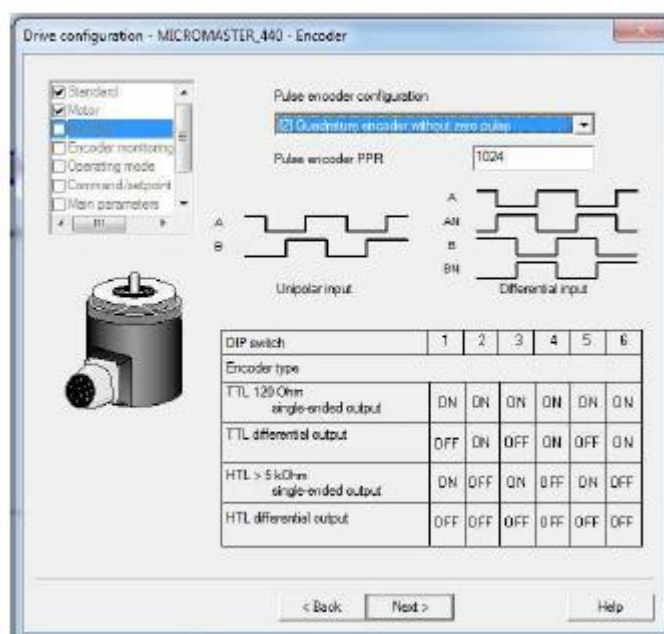 Drive configuration - MICROMASTER_440 - Encoder
Standard
Motor
Encoder monitoring
Operating mode
Command/setpoint
Main parameters
Pulse encoder configuration
[2] Quadrature encoder without zero pulse
Pulse encoder PPR
1024
A
B
Unipolar input
A
AN
B
BN
Differential input
DIP switch 1 2 3 4 5 6
Encoder type
TTL 120 Ohm
single-ended output ON ON ON ON ON ON
TTL differential output OFF ON OFF ON OFF ON
HTL > 5 kOhm
single-ended output ON OFF ON OFF ON OFF
HTL differential output OFF OFF OFF OFF OFF OFF
< Back
Next >
Help